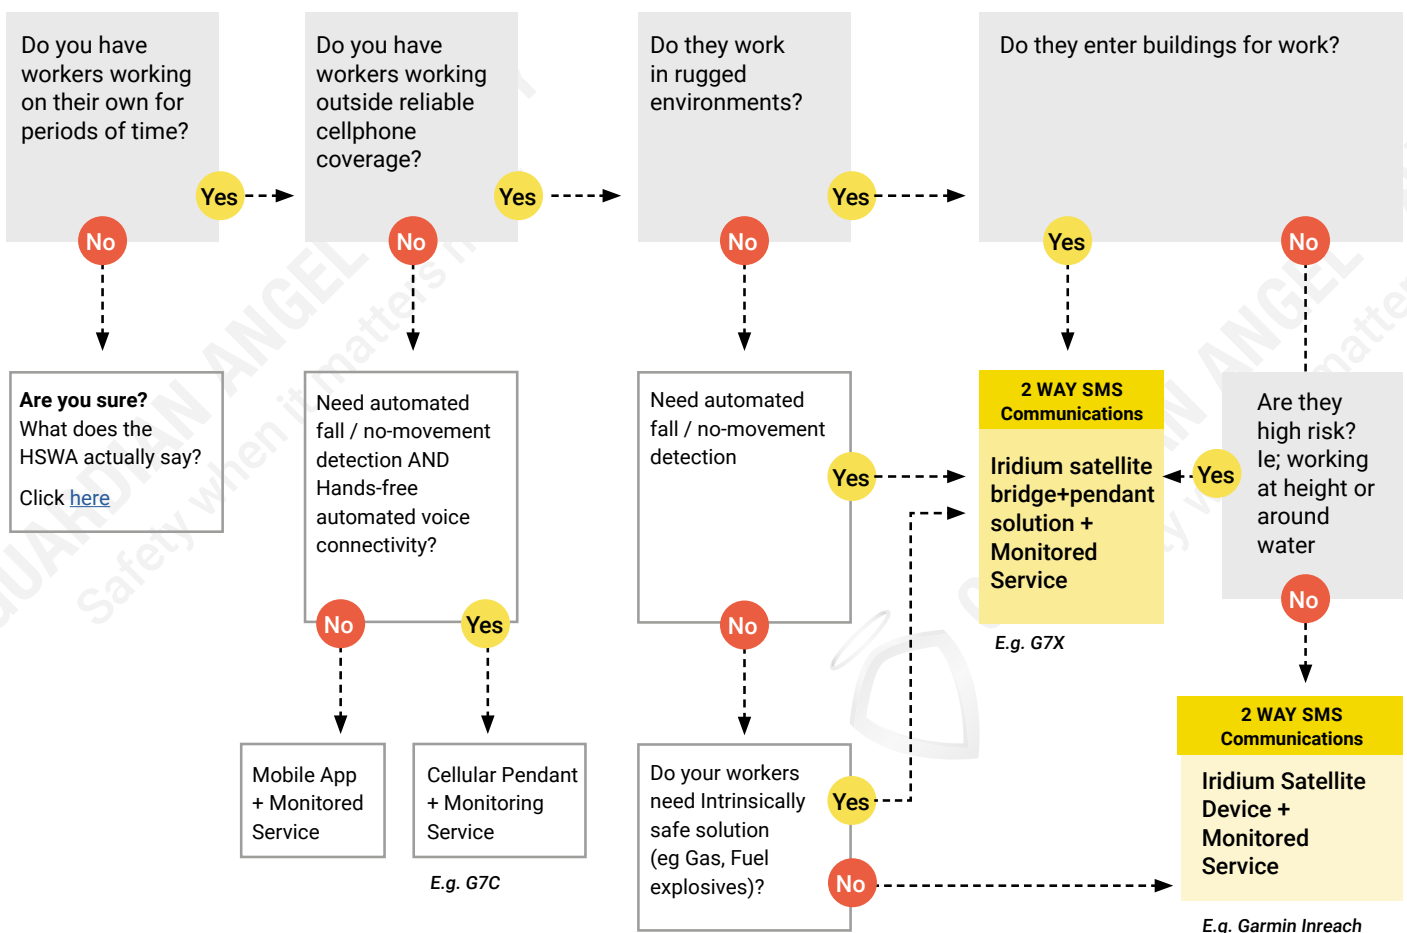 Do you have
workers working
on their own for
periods of time?
Yes
No
Do you have
workers working
outside reliable
cellphone
coverage?
Yes
No
Do they work
in rugged
environments?
Yes
No
Do they enter buildings for work?
Yes
No
Are you sure?
What does the
HSWA actually say?
Click here
Need automated
fall / no-movement
detection AND
Hands-free
automated voice
connectivity?
No
Yes
Need automated
fall / no-movement
detection
Yes
No
2 WAY SMS
Communications
Iridium satellite
bridge+pendant
solution +
Monitored
Service
E.g. G7X
Are they
high risk?
Ie; working
at height or
around
water
Yes
No
Mobile App
+ Monitored
Service
Cellular Pendant
+ Monitoring
Service
E.g. G7C
Do your workers
need Intrinsically
safe solution
(eg Gas, Fuel
explosives)?
Yes
No
2 WAY SMS
Communications
Iridium Satellite
Device +
Monitored
Service
E.g. Garmin Inreach
GUARDIAN ANGEL
Safety when it matters